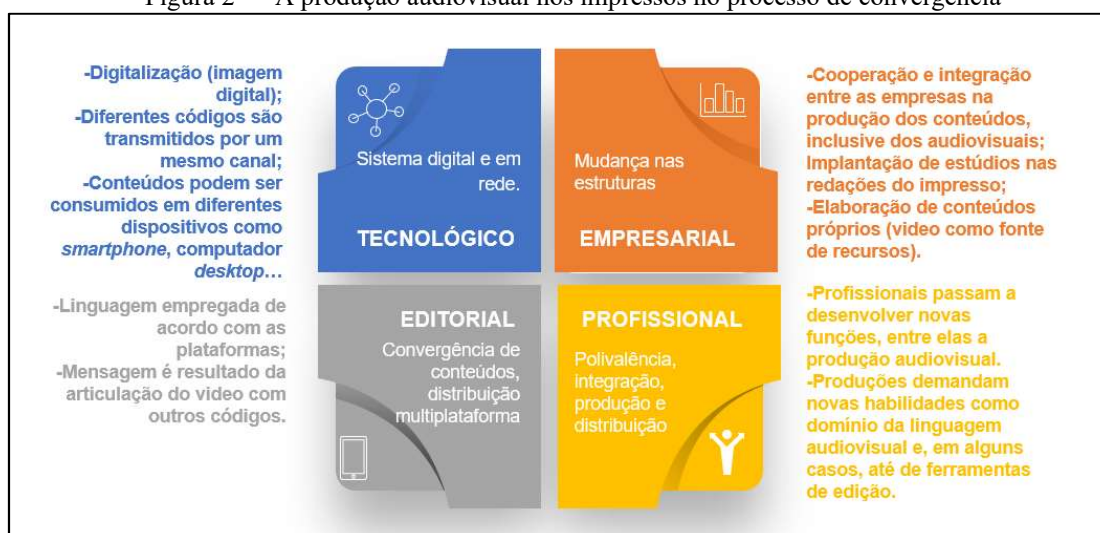 Figura 2 — A produção audiovisual nos impressos no processo de convergência
-Digitalização (imagem
digital);
-Diferentes códigos são
transmitidos por um
mesmo canal;
-Conteúdos podem ser
consumidos em diferentes
dispositivos como
smartphone, computador
desktop...
Sistema digital e em
rede.
TECNOLÓGICO
Mudança nas
estruturas
EMPRESARIAL
-Cooperação e integração
entre as empresas na
produção dos conteúdos,
inclusive dos audiovisuais;
Implantação de estúdios nas
redações do impresso;
-Elaboração de conteúdos
próprios (video como fonte
de recursos).
-Linguagem empregada de
acordo com as
plataformas;
-Mensagem é resultado da
articulação do video com
outros códigos.
EDITORIAL
Convergência de
conteúdos,
distribuição
multiplataforma
PROFISSIONAL
Polivalência,
integração,
produção e
distribuição
-Profissionais passam a
desenvolver novas
funções, entre elas a
produção audiovisual.
-Produções demandam
novas habilidades como
domínio da linguagem
audiovisual e, em alguns
casos, até de ferramentas
de edição.